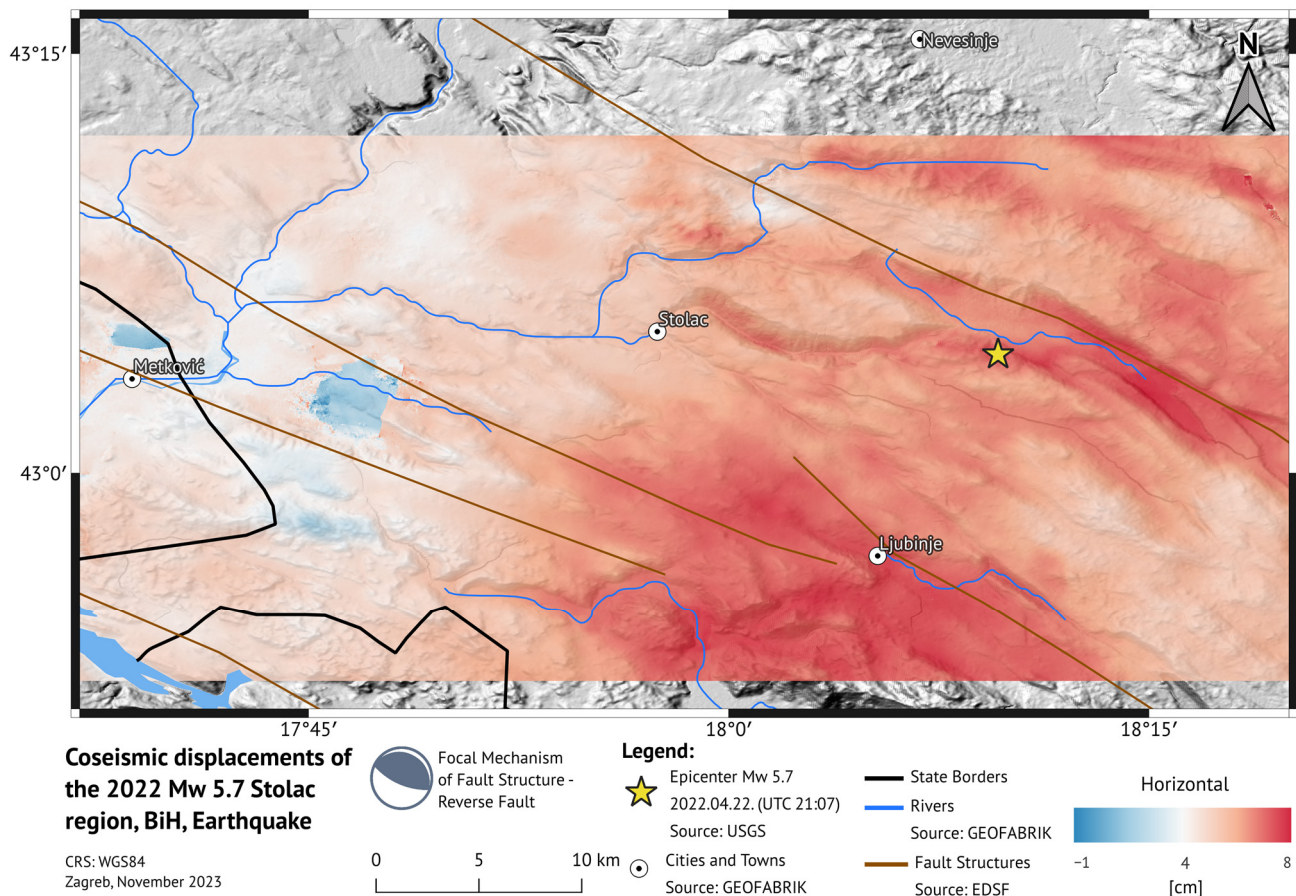 43°15′
Nevesinje
N
Stolac
Metković
43°0′
Ljubinje
17°45′
18°0′
18°15′
Coseismic displacements of
the 2022 Mw 5.7 Stolac
region, BiH, Earthquake
CRS: WGS84
Zagreb, November 2023
Focal Mechanism
of Fault Structure -
Reverse Fault
0 5 10 km
Legend:
Epicenter Mw 5.7
2022.04.22. (UTC 21:07)
Source: USGS
Cities and Towns
Source: GEOFABRIK
State Borders
Rivers
Source: GEOFABRIK
Fault Structures
Source: EDSF
Horizontal
−1 4 8
[cm]